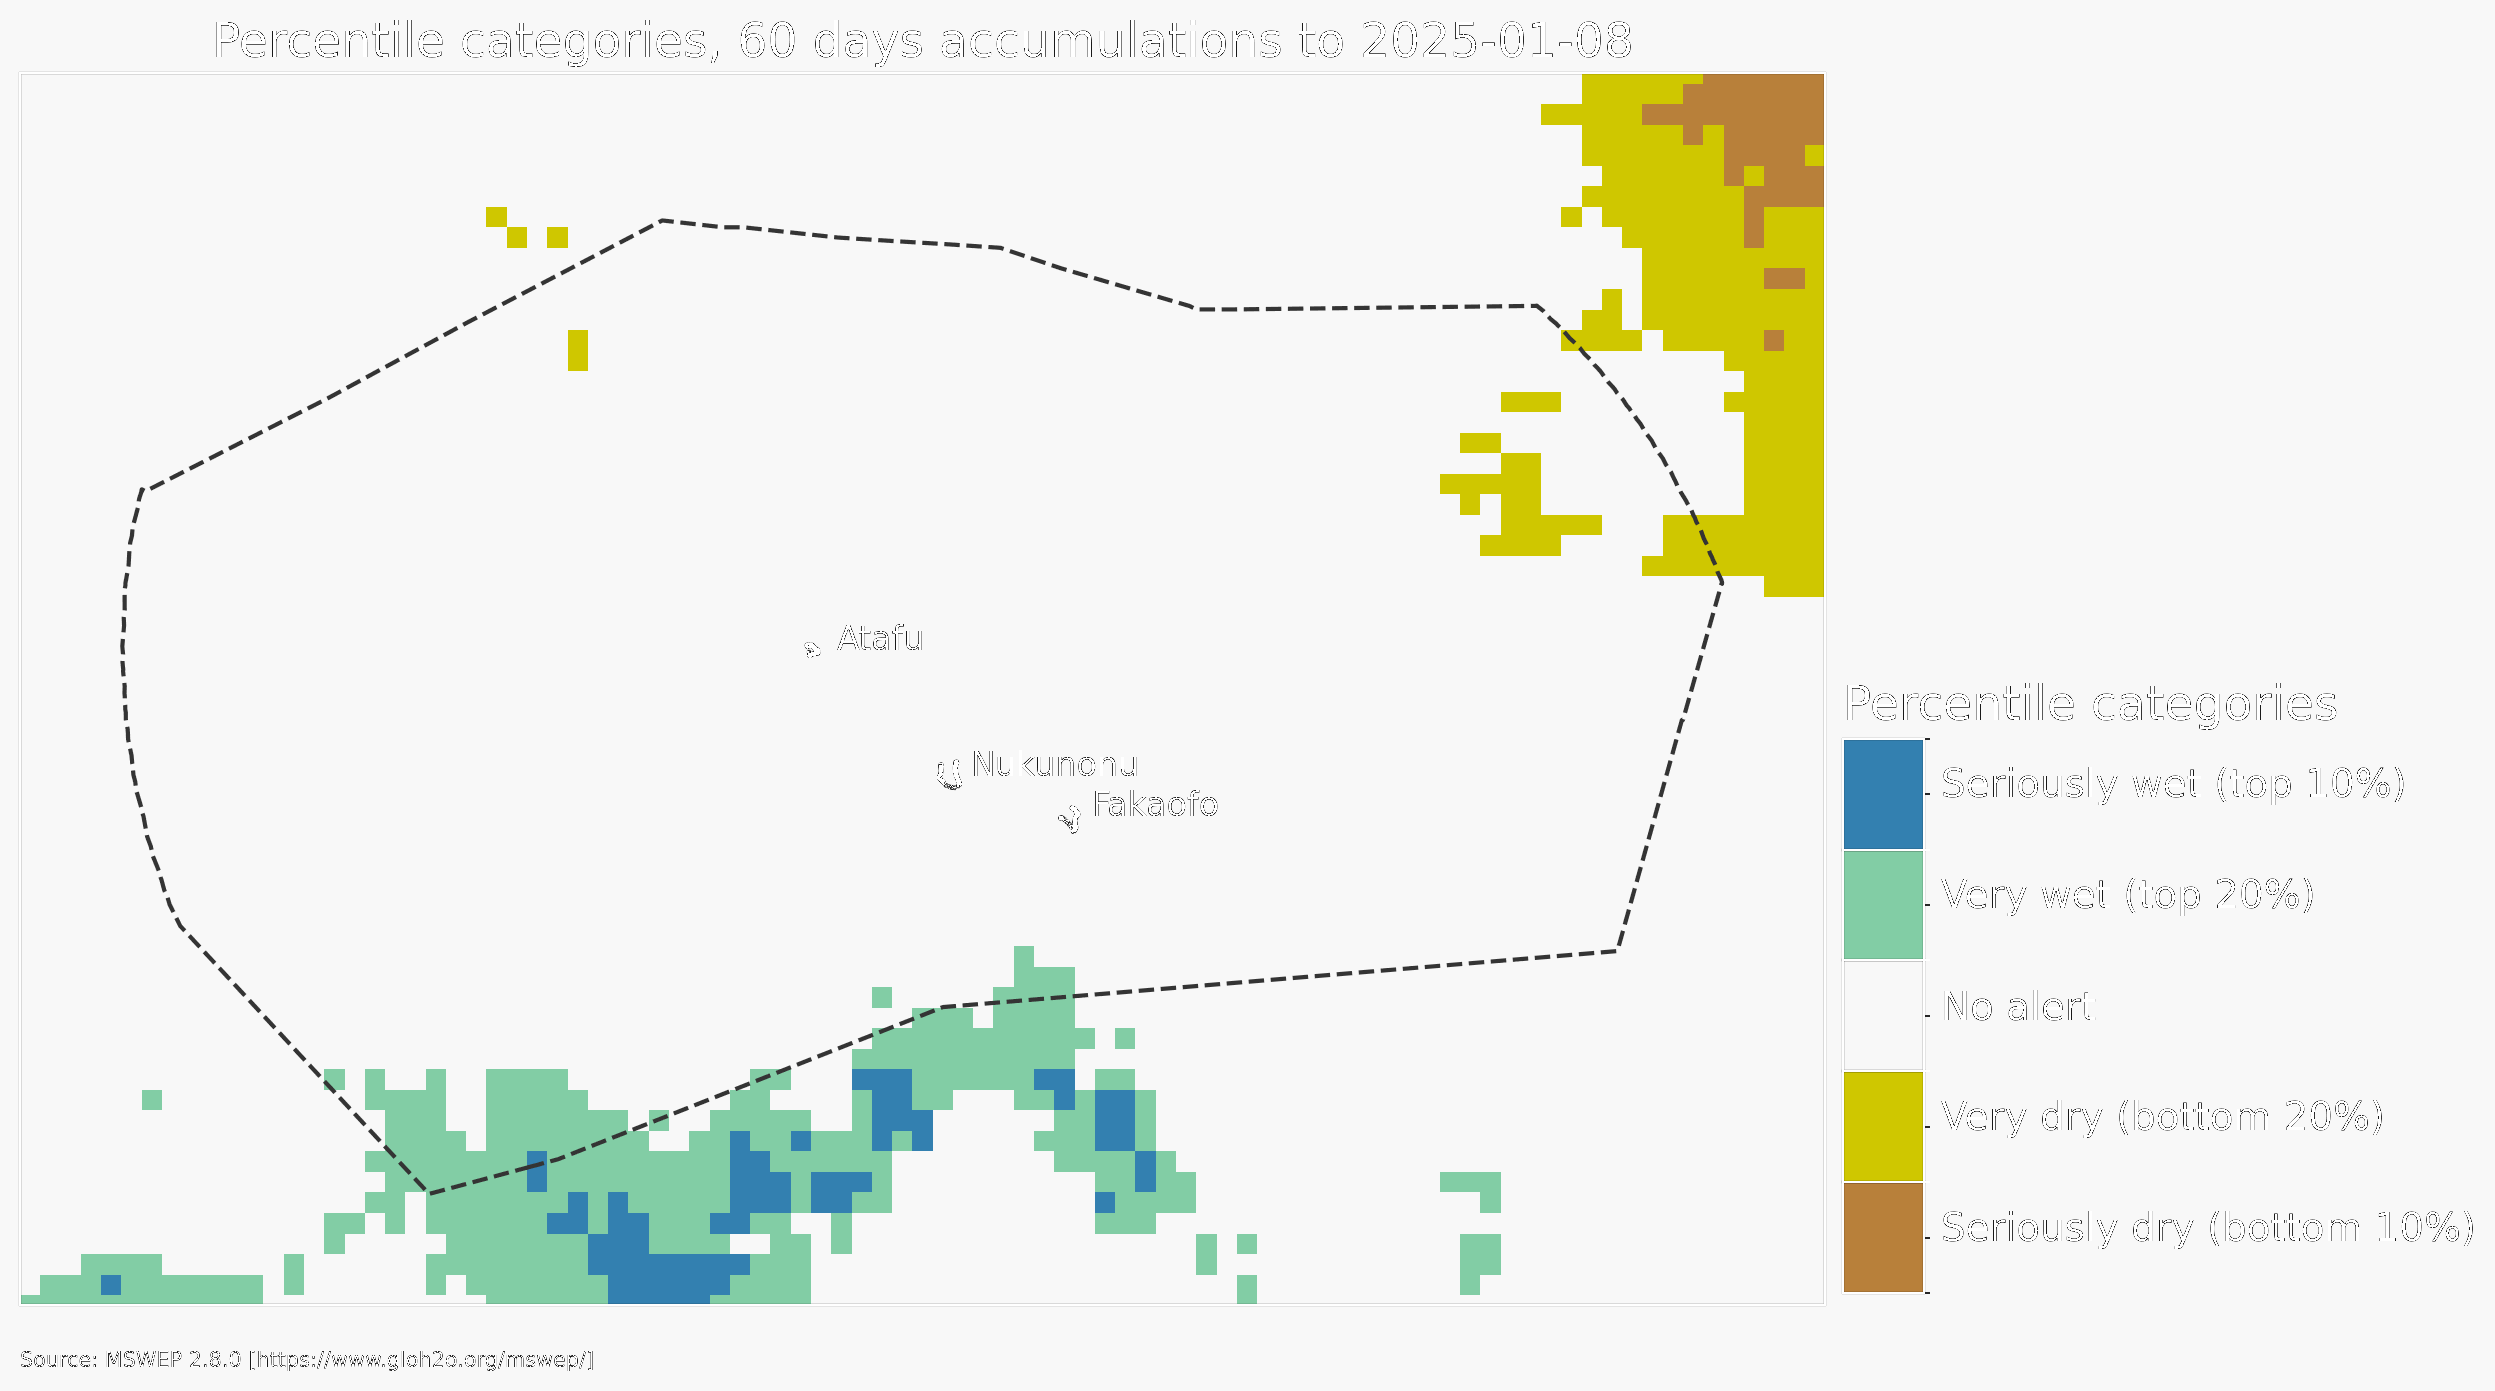 Percentile categories, 60 days accumulations to 2025-01-08
Atafu
Nukunonu
Fakaofo
Percentile categories
Seriously wet (top 10%)
Very wet (top 20%)
No alert
Very dry (bottom 20%)
Seriously dry (bottom 10%)
Source: MSWEP 2.8.0 [https://www.gloh2o.org/mswep/]